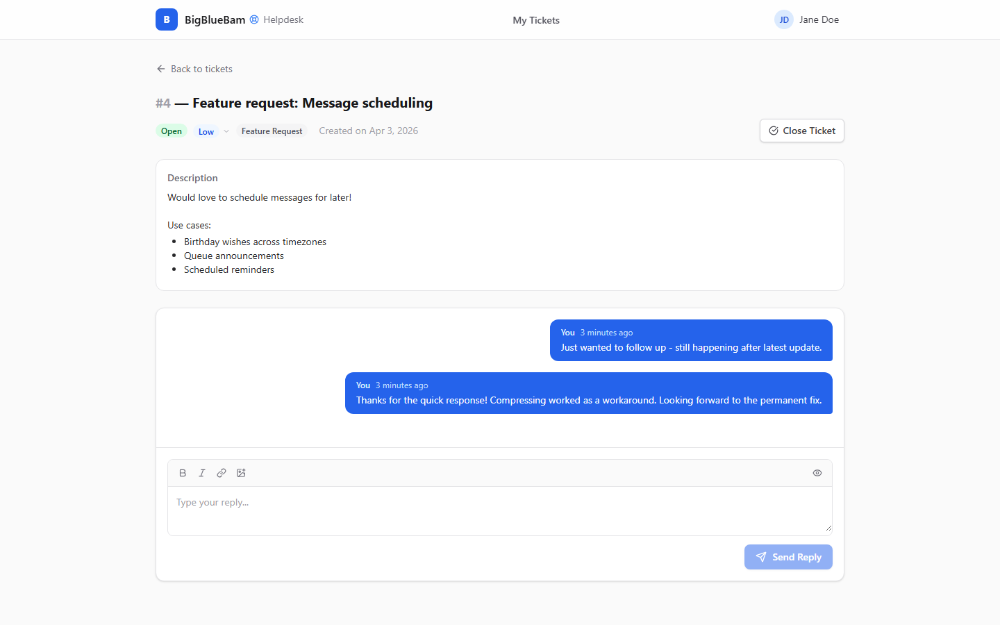 B BigBlueBam Helpdesk My Tickets JD Jane Doe
Back to tickets
#4 — Feature request: Message scheduling
Open Low Feature Request Created on Apr 3, 2026 Close Ticket
Description
Would love to schedule messages for later!
Use cases:
• Birthday wishes across timezones
• Queue announcements
• Scheduled reminders
You 3 minutes ago
Just wanted to follow up - still happening after latest update.
You 3 minutes ago
Thanks for the quick response! Compressing worked as a workaround. Looking forward to the permanent fix.
B I
Type your reply...
Send Reply